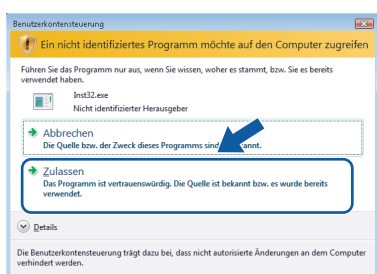 Benutzerkontensteuerung
Ein nicht identifiziertes Programm möchte auf den Computer zugreifen
Führen Sie das Programm nur aus, wenn Sie wissen, woher es stammt, bzw. Sie es bereits
verwendet haben.
Inst32.exe
Nicht identifizierter Herausgeber
Abbrechen
Die Quelle bzw. der Zweck dieses Programms sind
Zulassen
Das Programm ist vertrauenswürdig. Die Quelle ist bekannt bzw. es wurde bereits
verwendet.
Details
Die Benutzerkontensteuerung trägt dazu bei, dass nicht autorisierte Änderungen an dem Computer
verhindert werden.